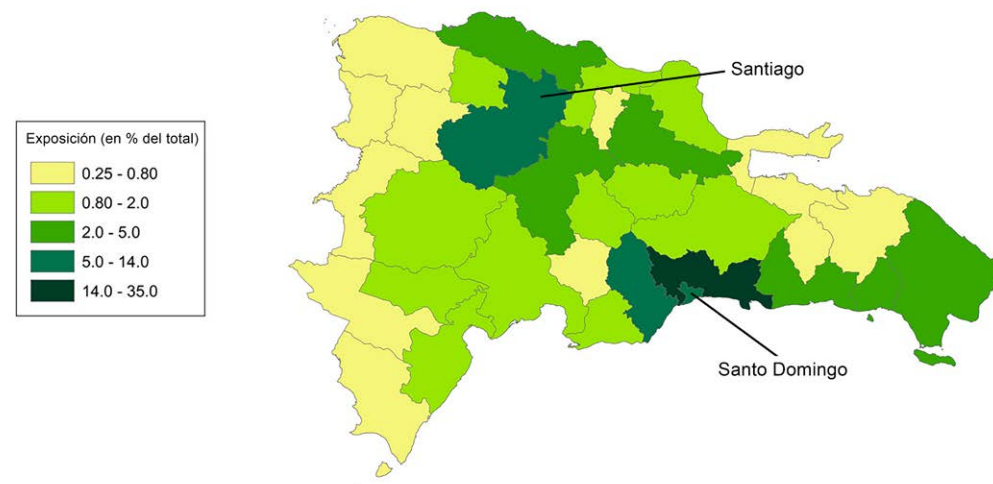 Santiago
Exposición (en % del total)
0.25 - 0.80
0.80 - 2.0
2.0 - 5.0
5.0 - 14.0
14.0 - 35.0
Santo Domingo